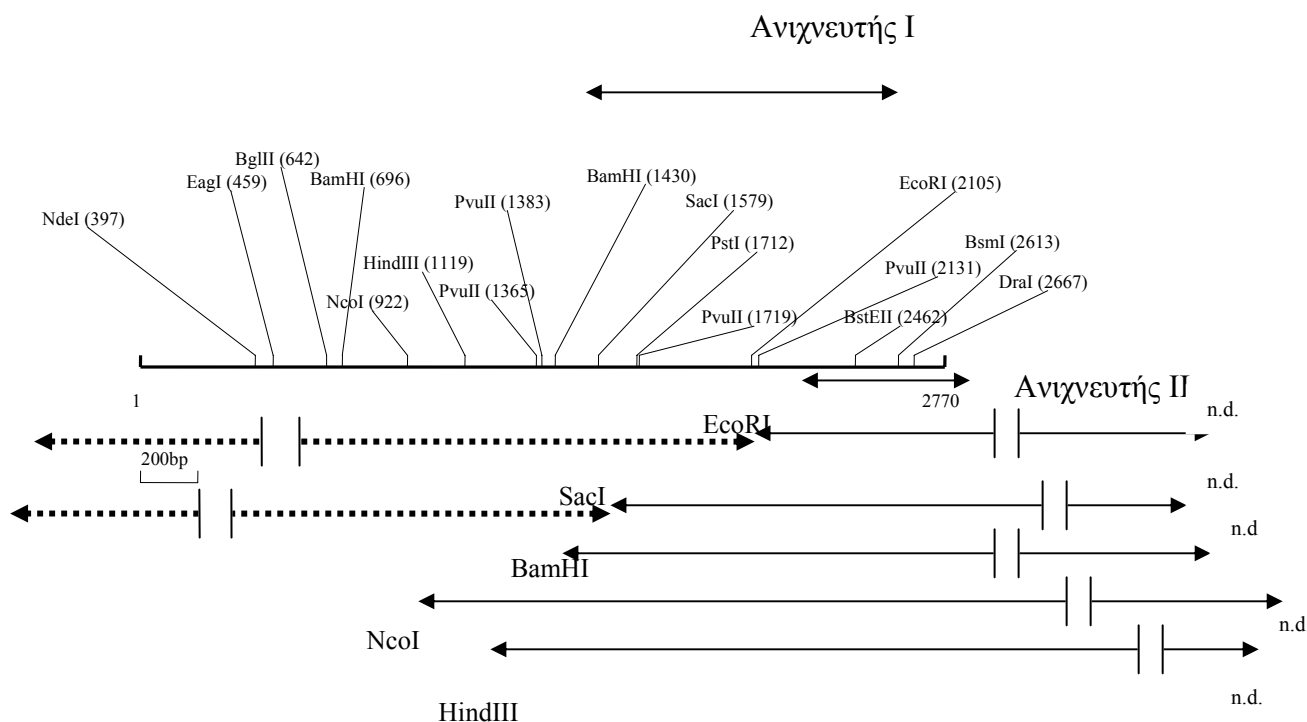 Ανιχνευτής I
BglII (642)
EagI (459)
BamHI (696)
NdeI (397)
PvuII (1383)
BamHI (1430)
EcoRI (2105)
SacI (1579)
PstI (1712)
BsmI (2613)
HindIII (1119)
PvuII (1365)
PvuII (2131)
DraI (2667)
NcoI (922)
PvuII (1719)
BstEII (2462)
1
2770
Ανιχνευτής II
n.d.
EcoRI
200bp
n.d.
SacI
n.d
BamHI
n.d
NcoI
n.d.
HindIII